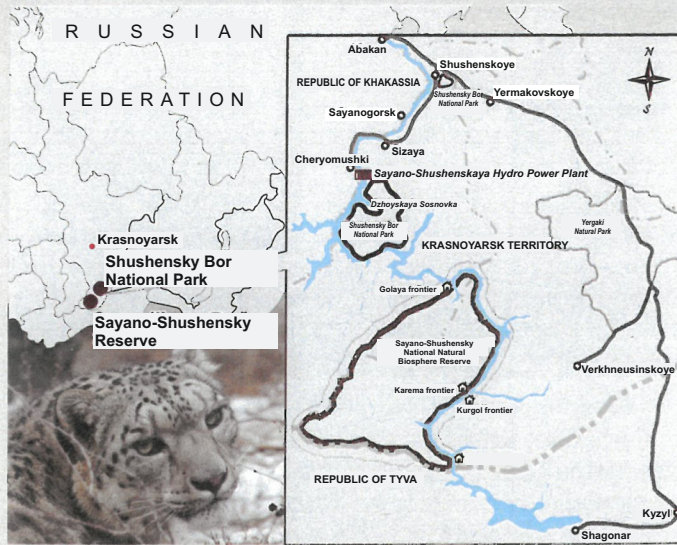 RUSSIAN
FEDERATION
Krasnoyarsk
Shushensky Bor
National Park
Sayano-Shushensky
Reserve
N
S
Abakan
Shushenskoye
REPUBLIC OF KHAKASSIA
Shushensky Bor
National Park
Yermakovskoye
Sayanogorsk
Sizaya
Cheryomushki
Sayano-Shushenskaya Hydro Power Plant
Dzhoyskaya Sosnovka
Shushensky Bor
National Park
Yergaki
Natural Park
KRASNOYARSK TERRITORY
Golaya frontier
Sayano-Shushensky
National Natural
Biosphere Reserve
Verkhneusinskoye
Karema frontier
Kurgol frontier
REPUBLIC OF TYVA
Kyzyl
Shagonar